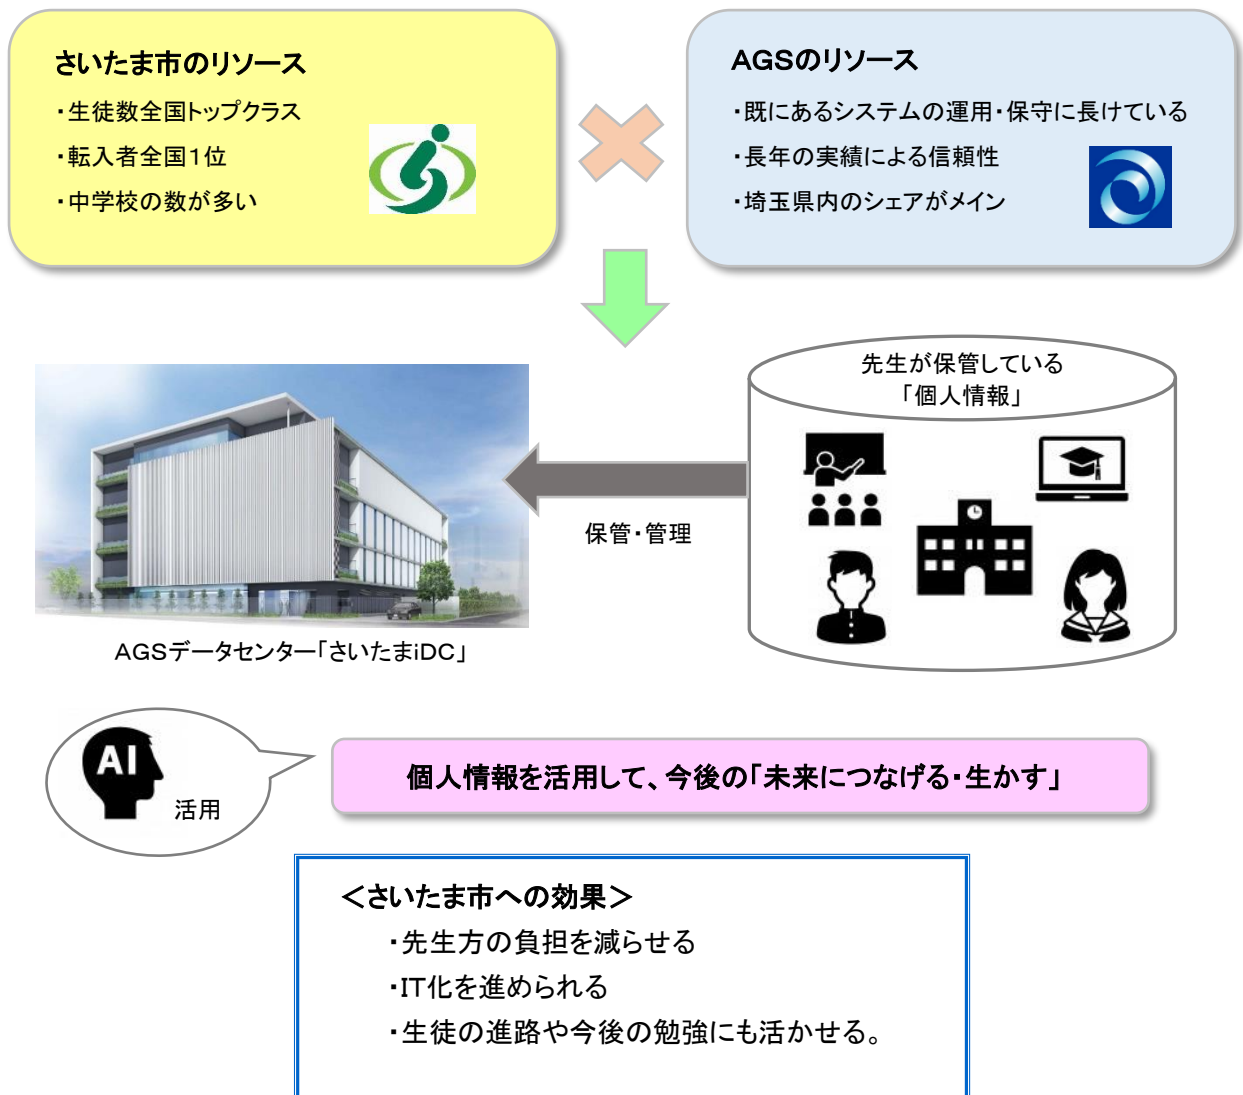 さいたま市のリソース
・生徒数全国トップクラス
・転入者全国1位
・中学校の数が多い
AGSのリソース
・既にあるシステムの運用・保守に長けている
・長年の実績による信頼性
・埼玉県内のシェアがメイン
先生が保管している
「個人情報」
保管・管理
AGSデータセンター「さいたまiDC」
AI
活用
個人情報を活用して、今後の「未来につなげる・生かす」
＜さいたま市への効果＞
・先生方の負担を減らせる
・IT化を進められる
・生徒の進路や今後の勉強にも活かせる。